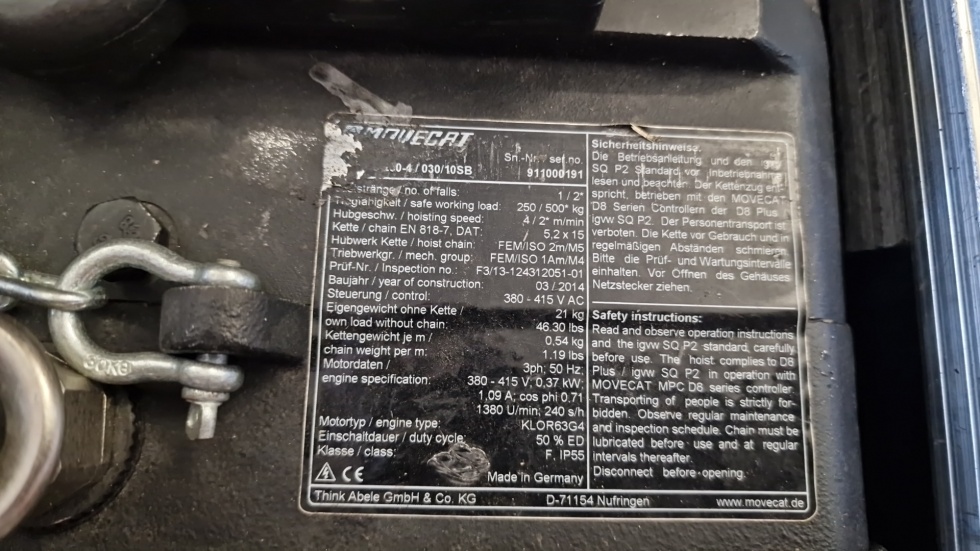 MOVECAT
0-4 / 030/10SB
Sn.-Nr. / ser.no.
911000191
no. of falls:
1 / 2*
Tragfähigkeit / safe working load:
250 / 500* kg
Hubgeschw. / hoisting speed:
4 / 2* m/min
Kette / chain EN 818-7, DAT:
5,2 x 15
Hubwerk Kette / hoist chain:
FEM/ISO 2m/M5
Triebwerkgr. / mech. group:
FEM/ISO 1Am/M4
Prüf-Nr. / Inspection no.:
F3/13-124312051-01
Baujahr / year of construction:
03 / 2014
Steuerung / control:
380 - 415 V AC
Eigengewicht ohne Kette /
21 kg
own load without chain:
46.30 lbs
Kettengewicht je m /
0,54 kg
chain weight per m:
1.19 lbs
Motordaten /
3ph; 50 Hz,
engine specification:
380 - 415 V; 0,37 kW;
1,09 A; cos phi 0,71
1380 U/min; 240 s/h
Motortyp / engine type:
KLOR63G4
Einschaltdauer / duty cycle
50 % ED
Klasse / class:
F, IP55
CE
Made in Germany
Sicherheitshinweise:
Die Betriebsanleitung und den
SQ P2 Standard vor Inbetriebnahme
lesen und beachten. Der Kettenzug ent-
spricht, betrieben mit den MOVECAT
D8 Serien Controllern der D8 Plus /
igvw SQ P2. Der Personentransport ist
verboten. Die Kette vor Gebrauch und in
regelmäßigen Abständen schmieren.
Bitte die Prüf- und Wartungsintervalle
einhalten. Vor Öffnen des Gehäuses
Netzstecker ziehen.
Safety instructions:
Read and observe operation instructions
and the igvw SQ P2 standard, carefully
before use. The hoist complies to D8
Plus / igvw SQ P2 in operation with
MOVECAT MPC D8 series controller.
Transporting of people is strictly for-
bidden. Observe regular maintenance
and inspection schedule. Chain must be
lubricated before use and at regular
intervals thereafter.
Disconnect before opening.
Think Abele GmbH & Co. KG
D-71154 Nufringen
www.movecat.de